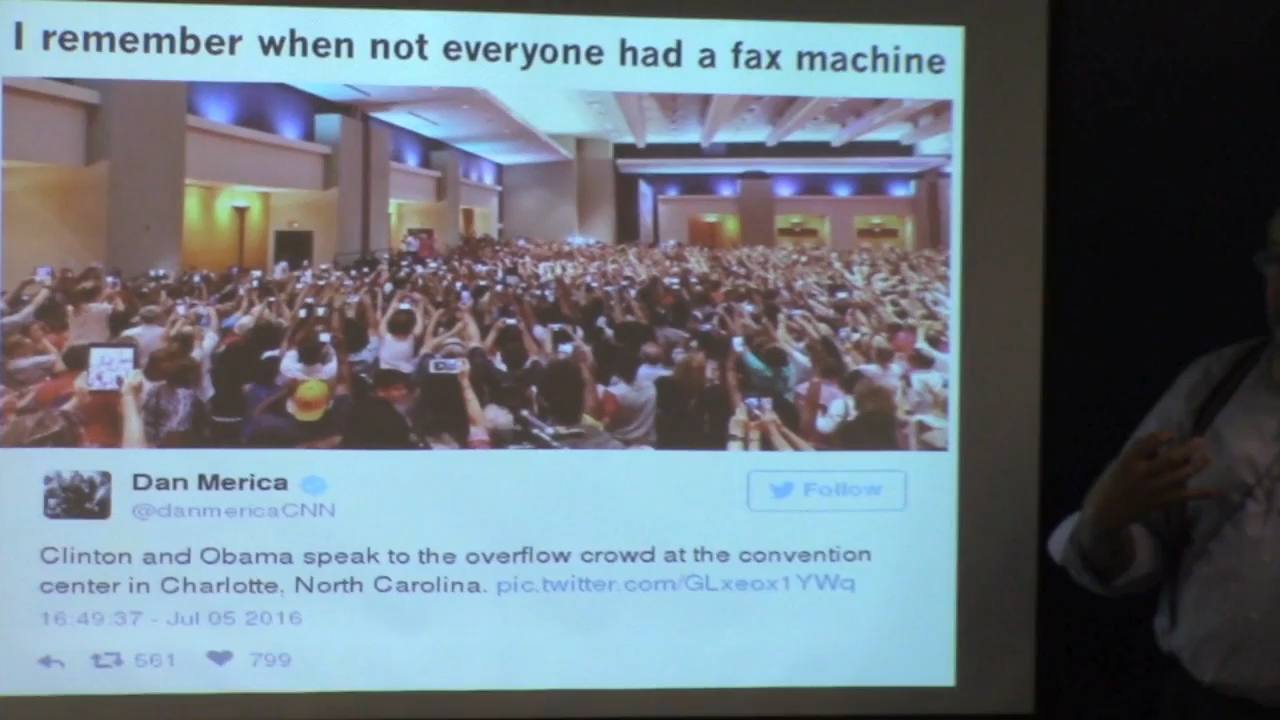 I remember when not everyone had a fax machine
Dan Merica
@danmericaCNN
Follow
Clinton and Obama speak to the overflow crowd at the convention
center in Charlotte, North Carolina. pic.twitter.com/GLxeox1YWq
16:49:37 - Jul 05 2016
561 799